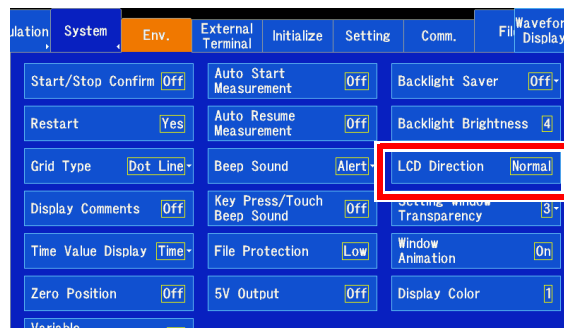 ulation
System
Env.
External
Terminal
Initialize
Setting
Comm.
Fil
Wavefor
Display
Start/Stop Confirm Off
Auto Start
Measurement Off
Backlight Saver Off
Restart Yes
Auto Resume
Measurement Off
Backlight Brightness 4
Grid Type Dot Line
Beep Sound Alert
LCD Direction Normal
Display Comments Off
Key Press/Touch
Beep Sound Off
Setting Window
Transparency 3
Time Value Display Time
File Protection Low
Window
Animation On
Zero Position Off
5V Output Off
Display Color 1
Variable